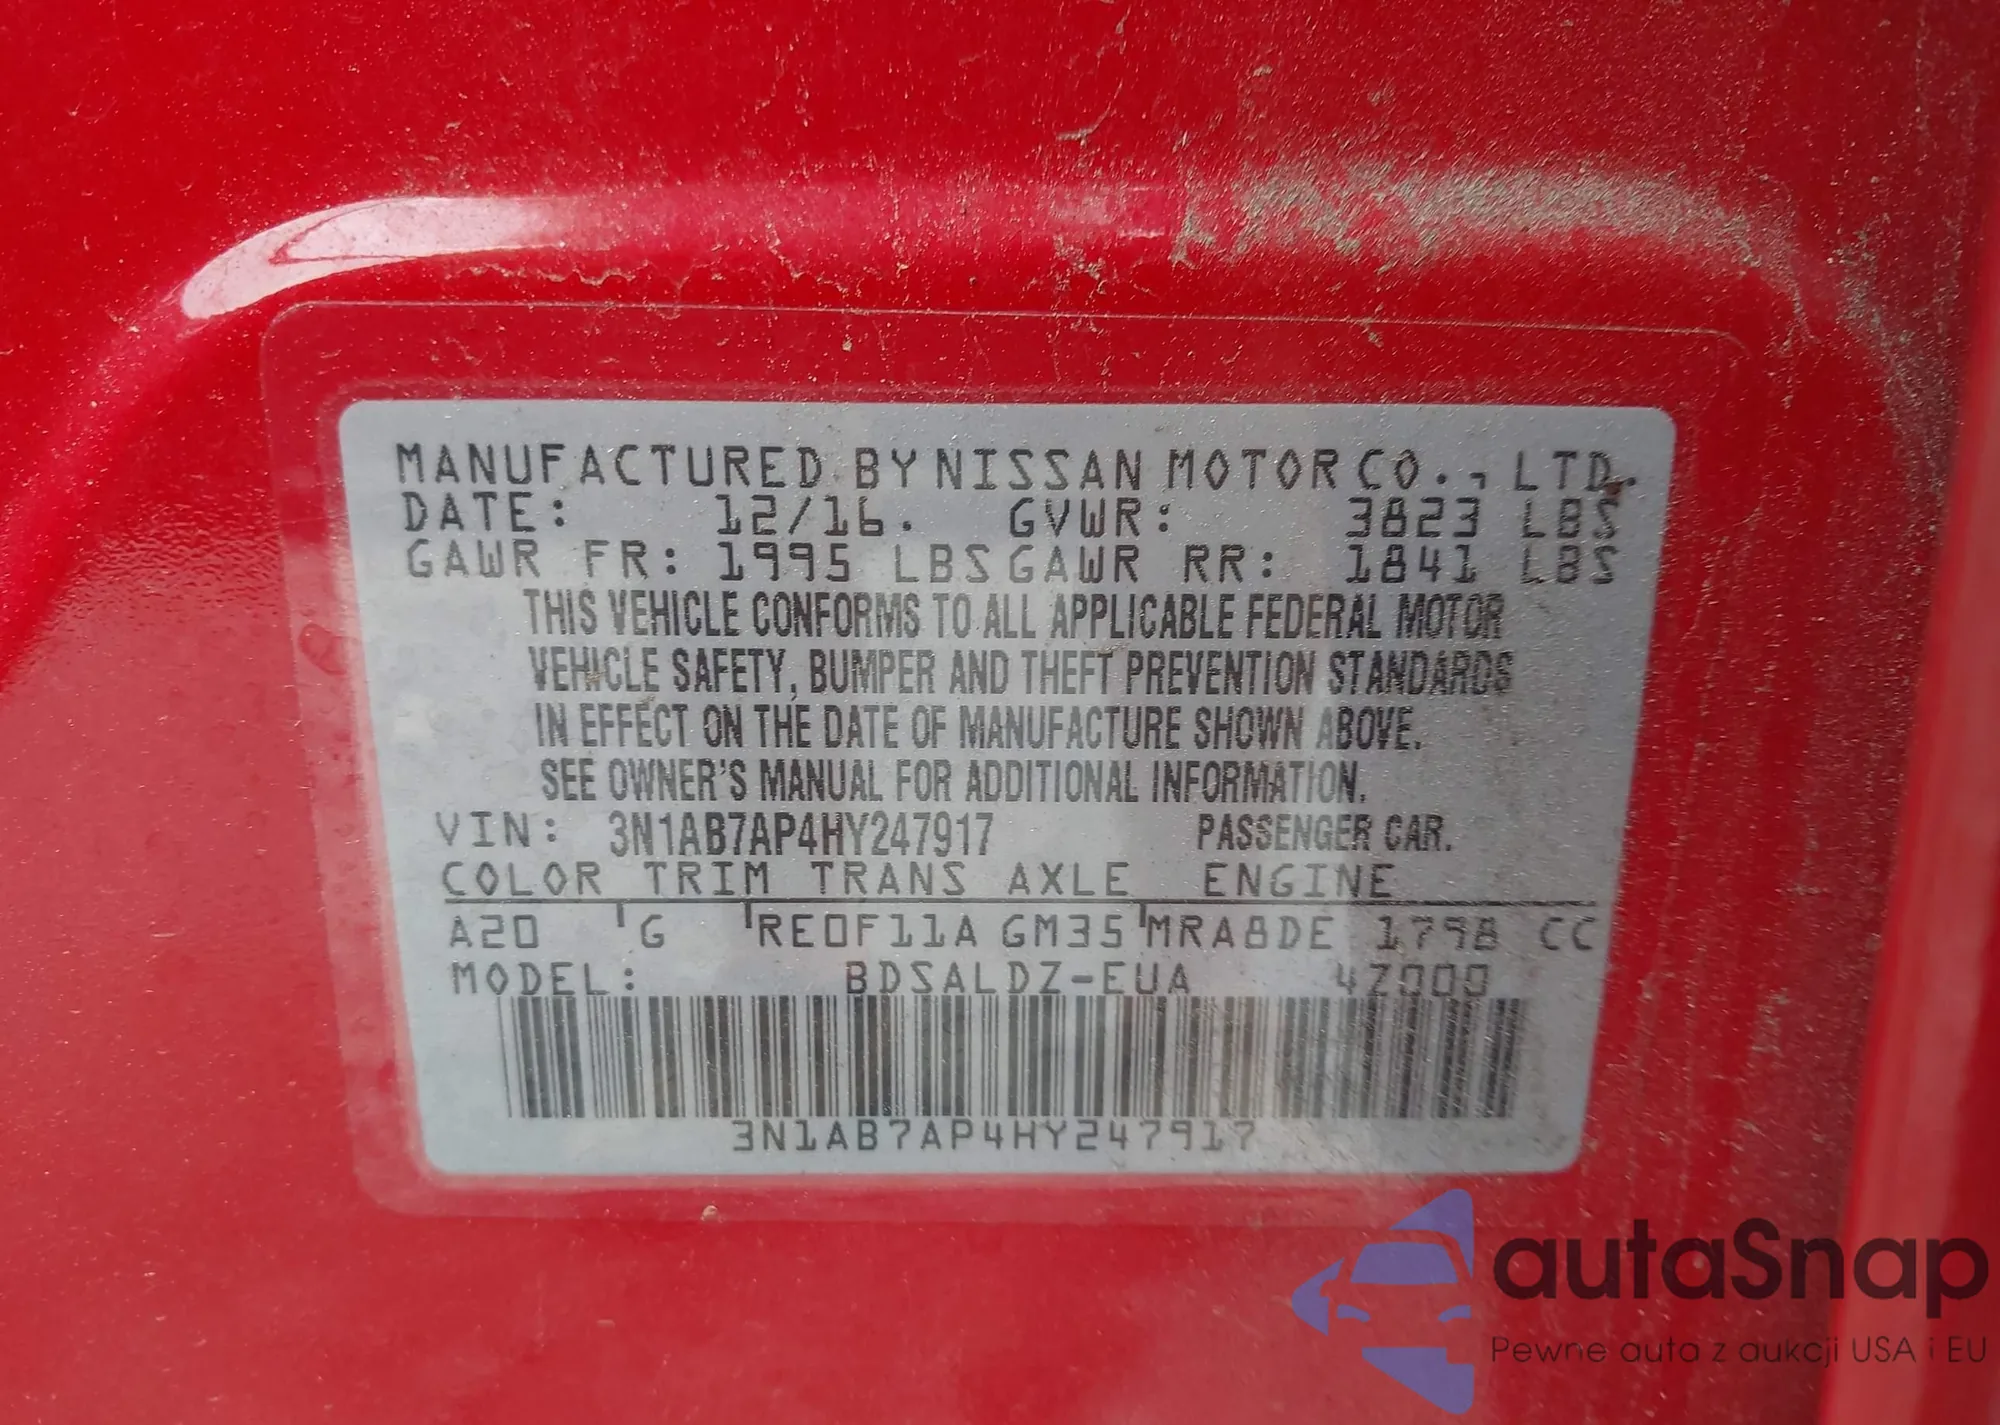 MANUFACTURED BY NISSAN MOTOR CO., LTD.
DATE: 12/16. GVWR: 3823 LBS
GAWR FR: 1995 LBS GAWR RR: 1841 LBS
THIS VEHICLE CONFORMS TO ALL APPLICABLE FEDERAL MOTOR
VEHICLE SAFETY, BUMPER AND THEFT PREVENTION STANDARDS
IN EFFECT ON THE DATE OF MANUFACTURE SHOWN ABOVE.
SEE OWNER'S MANUAL FOR ADDITIONAL INFORMATION.
VIN: 3N1AB7AP4HY247917 PASSENGER CAR.
COLOR TRIM TRANS AXLE ENGINE
A20 G RE0F11A GM35 MRA8DE 1798 CC
MODEL: BDSALDZ-EUA 4Z000
3N1AB7AP4HY247917
autaSnap
Pewne auta z aukcji USA i EU